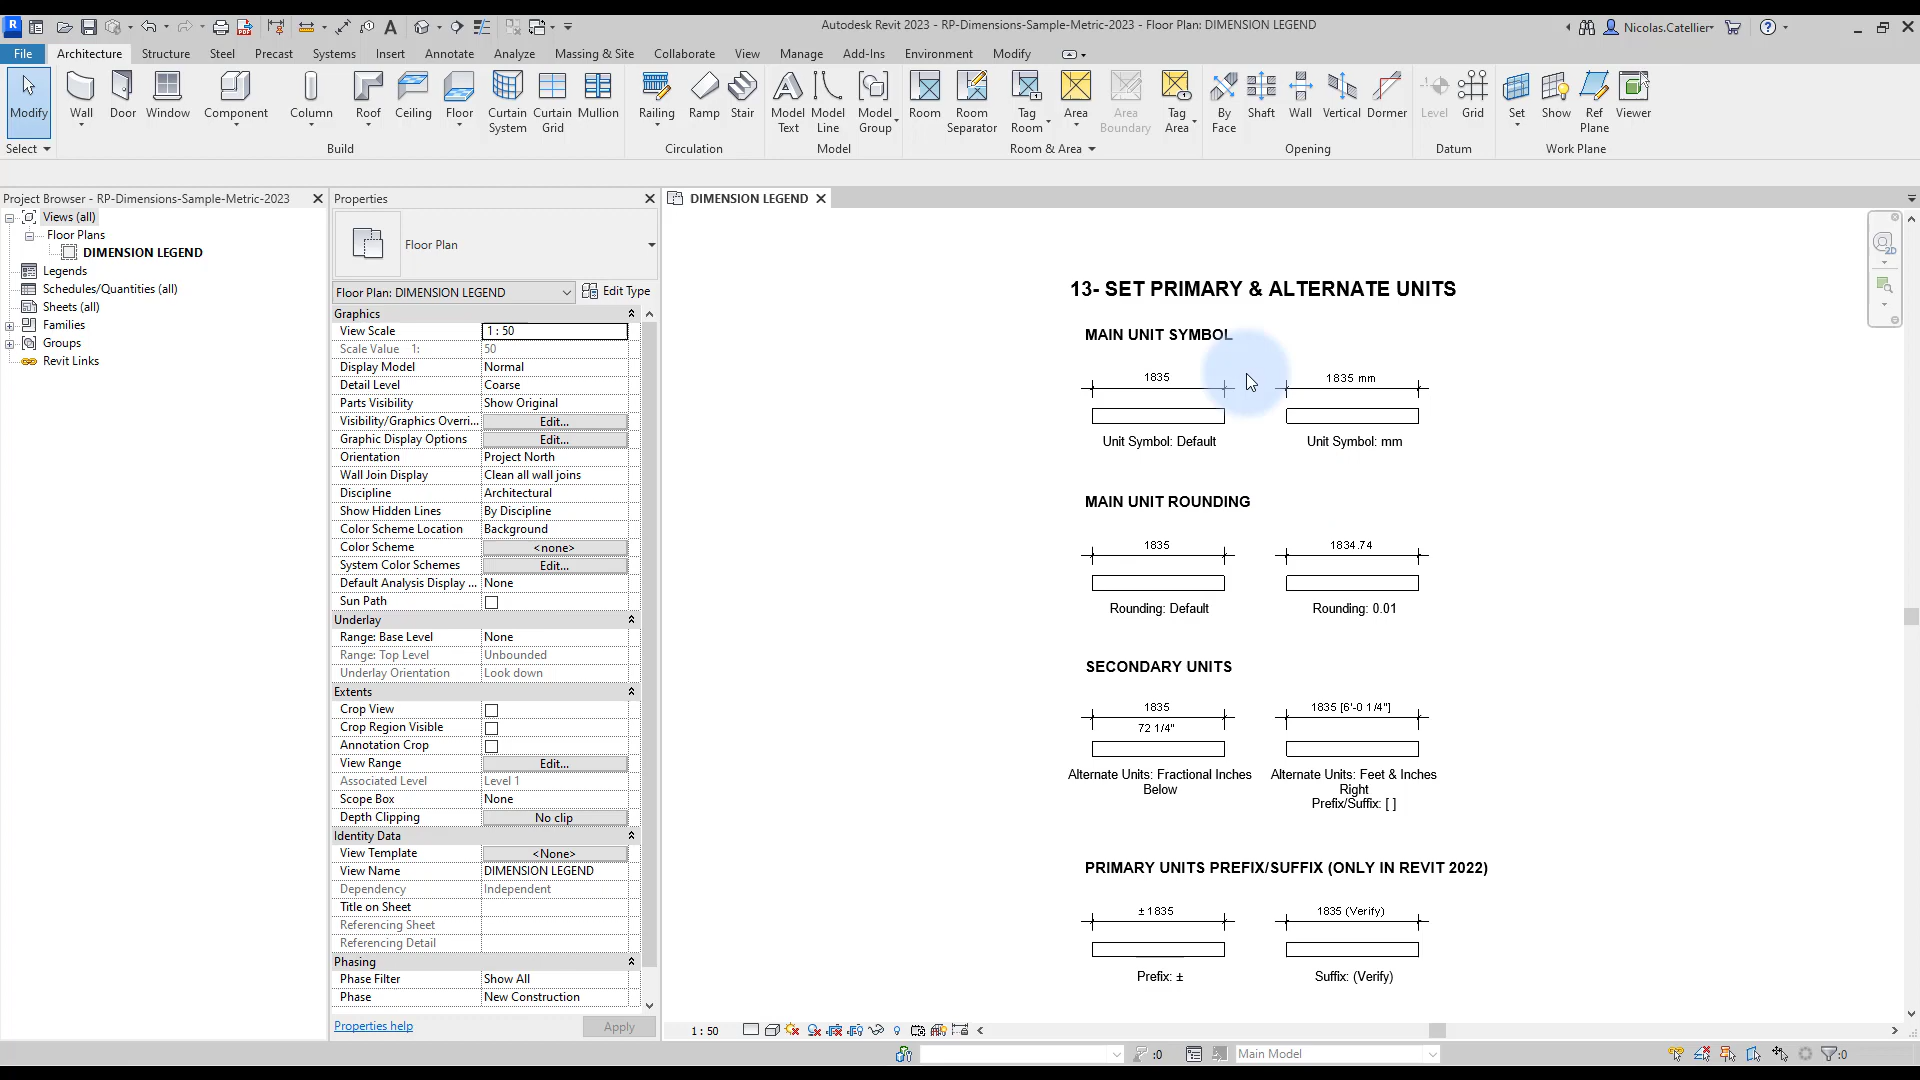 Autodesk Revit 2023 - RP-Dimensions-Sample-Metric-2023 - Floor Plan: DIMENSION LEGEND
Nicolas.Catellier
File Architecture Structure Steel Precast Systems Insert Annotate Analyze Massing & Site Collaborate View Manage Add-Ins Environment Modify
Modify Wall Door Window Component Column Roof Ceiling Floor Curtain System Curtain Grid Mullion Railing Ramp Stair Model Text Model Line Model Group Room Room Separator Tag Room Area Area Boundary Tag Area By Face Shaft Wall Vertical Dormer Level Grid Set Show Ref Plane Viewer
Select Build Circulation Model Room & Area Opening Datum Work Plane
Project Browser - RP-Dimensions-Sample-Metric-2023
Views (all)
Floor Plans
DIMENSION LEGEND
Legends
Schedules/Quantities (all)
Sheets (all)
Families
Groups
Revit Links
Properties
Floor Plan
Floor Plan: DIMENSION LEGEND Edit Type
Graphics
View Scale 1 : 50
Scale Value 1: 50
Display Model Normal
Detail Level Coarse
Parts Visibility Show Original
Visibility/Graphics Overri... Edit...
Graphic Display Options Edit...
Orientation Project North
Wall Join Display Clean all wall joins
Discipline Architectural
Show Hidden Lines By Discipline
Color Scheme Location Background
Color Scheme <none>
System Color Schemes Edit...
Default Analysis Display ... None
Sun Path
Underlay
Range: Base Level None
Range: Top Level Unbounded
Underlay Orientation Look down
Extents
Crop View
Crop Region Visible
Annotation Crop
View Range Edit...
Associated Level Level 1
Scope Box None
Depth Clipping No clip
Identity Data
View Template <None>
View Name DIMENSION LEGEND
Dependency Independent
Title on Sheet
Referencing Sheet
Referencing Detail
Phasing
Phase Filter Show All
Phase New Construction
Properties help Apply
DIMENSION LEGEND
2D
13- SET PRIMARY & ALTERNATE UNITS
MAIN UNIT SYMBOL
1835 1835 mm
Unit Symbol: Default Unit Symbol: mm
MAIN UNIT ROUNDING
1835 1834.74
Rounding: Default Rounding: 0.01
SECONDARY UNITS
1835 1835 [6'-0 1/4"]
72 1/4"
Alternate Units: Fractional Inches Alternate Units: Feet & Inches
Below Right
Prefix/Suffix: [ ]
PRIMARY UNITS PREFIX/SUFFIX (ONLY IN REVIT 2022)
± 1835 1835 (Verify)
Prefix: ± Suffix: (Verify)
1 : 50
:0 Main Model :0